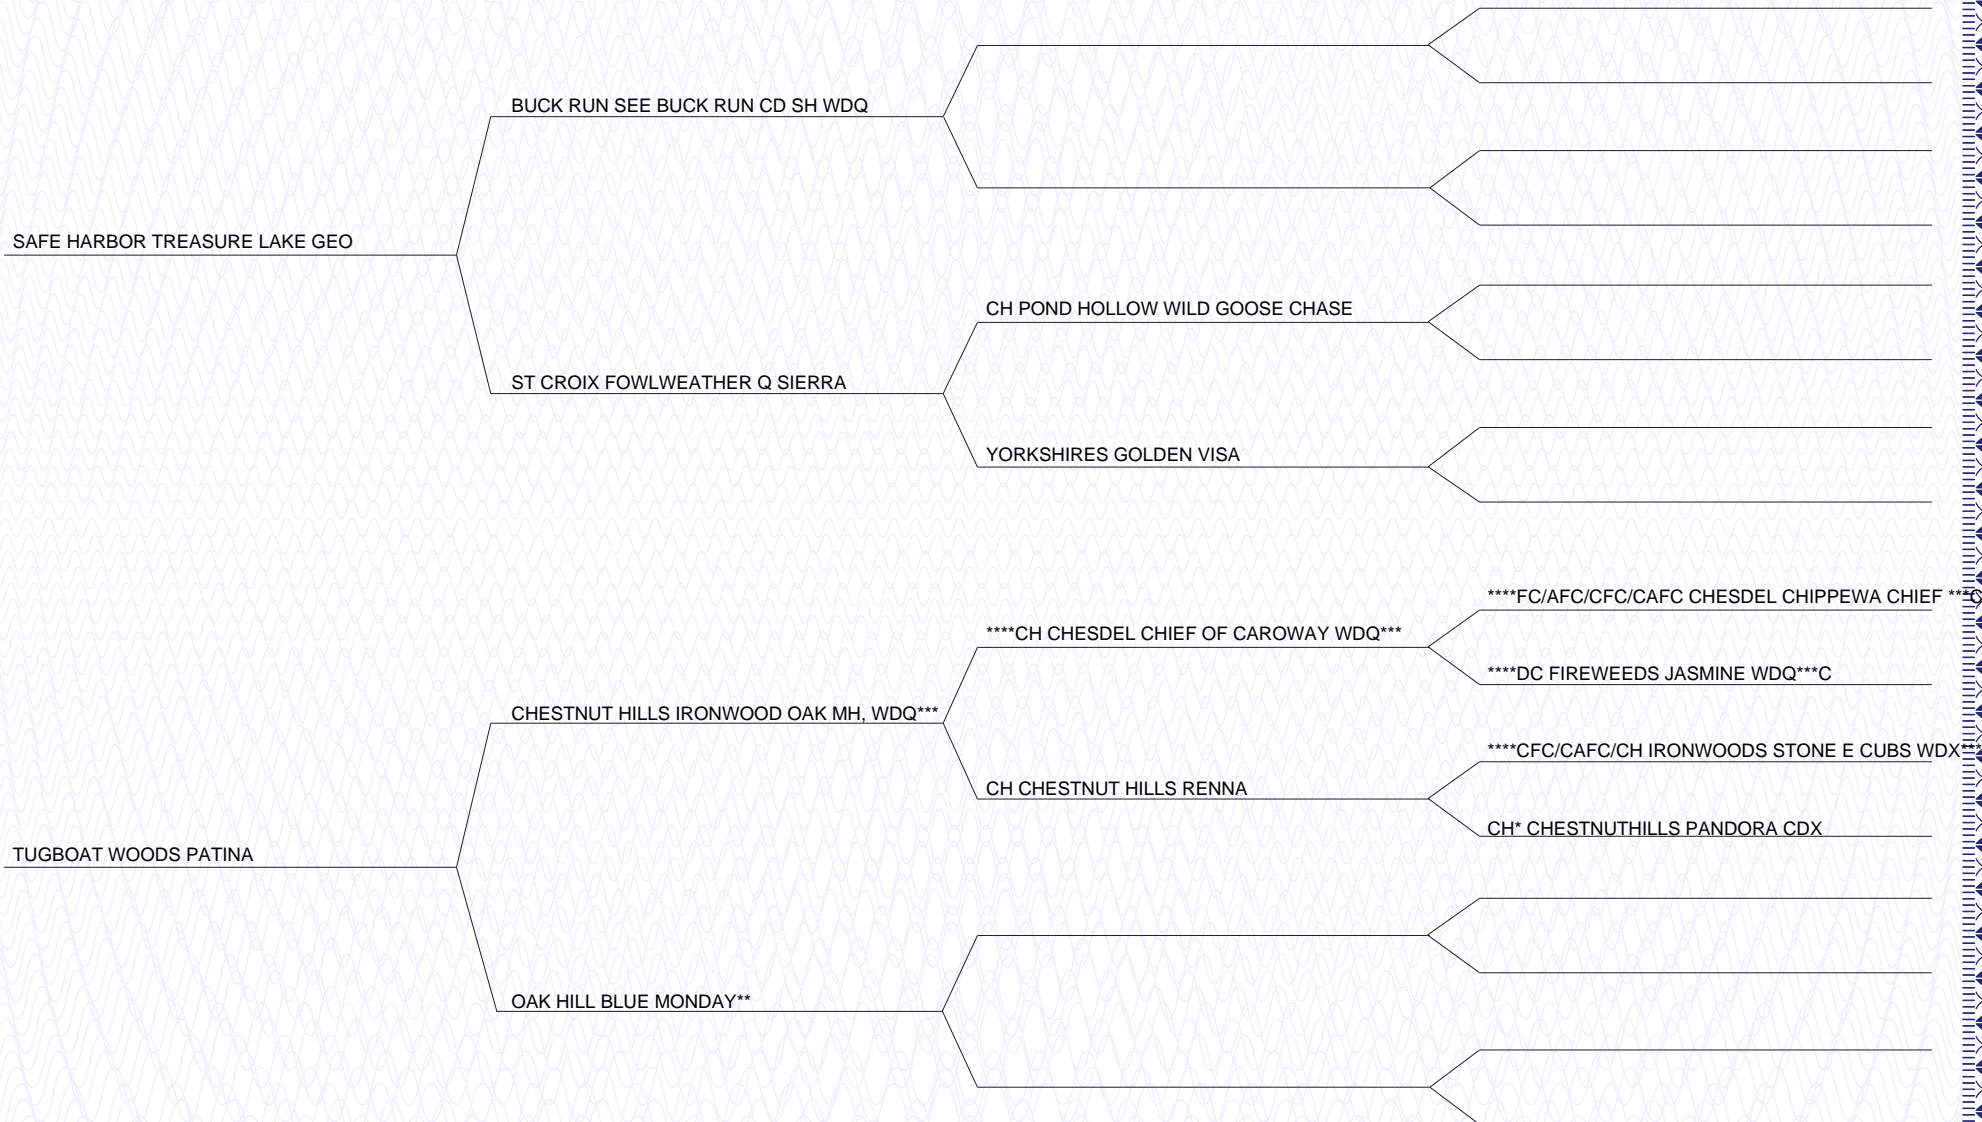 BUCK RUN SEE BUCK RUN CD SH WDQ
SAFE HARBOR TREASURE LAKE GEO
CH POND HOLLOW WILD GOOSE CHASE
ST CROIX FOWLWEATHER Q SIERRA
YORKSHIRES GOLDEN VISA
****FC/AFC/CFC/CAFC CHESDEL CHIPPEWA CHIEF ***C
****CH CHESDEL CHIEF OF CAROWAY WDQ***
****DC FIREWEEDS JASMINE WDQ***C
CHESTNUT HILLS IRONWOOD OAK MH, WDQ***
****CFC/CAFC/CH IRONWOODS STONE E CUBS WDX***
CH CHESTNUT HILLS RENNA
CH* CHESTNUTHILLS PANDORA CDX
TUGBOAT WOODS PATINA
OAK HILL BLUE MONDAY**